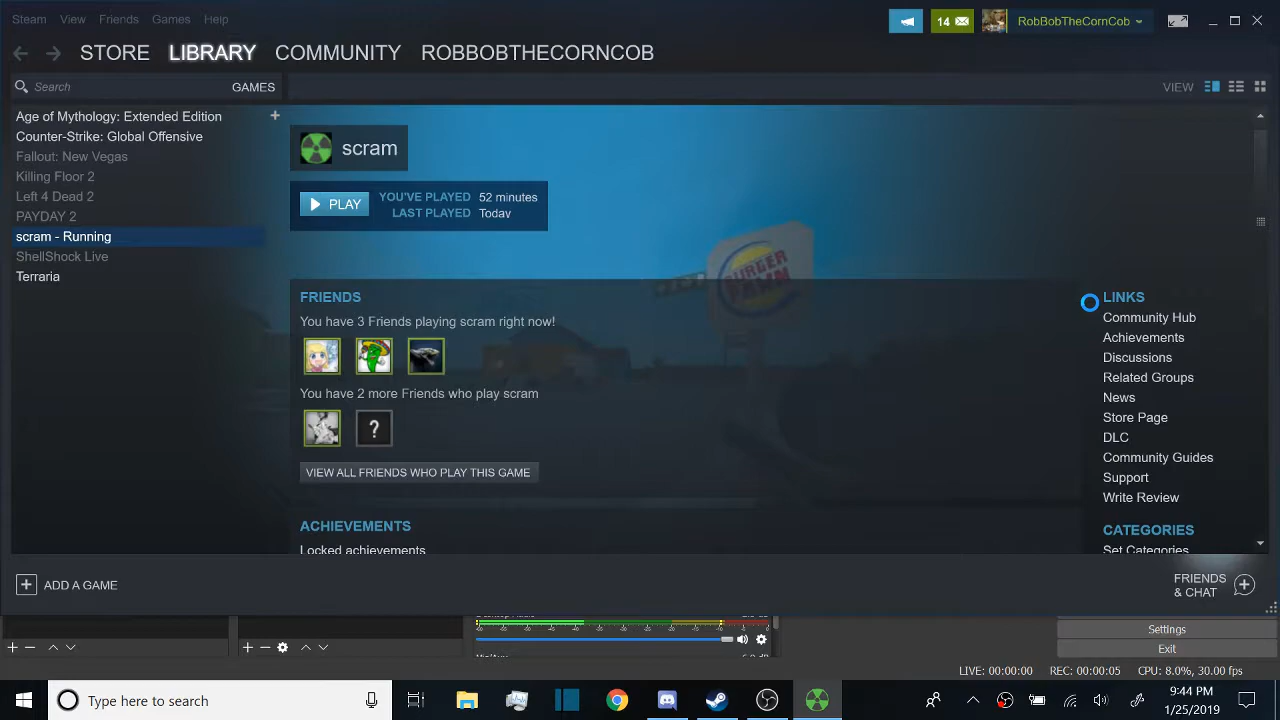 Steam View Friends Games Help
14
RobBobTheCornCob
STORE LIBRARY COMMUNITY ROBBOBTHECORNCOB
Search GAMES
VIEW
Age of Mythology: Extended Edition
Counter-Strike: Global Offensive
Fallout: New Vegas
Killing Floor 2
Left 4 Dead 2
PAYDAY 2
scram - Running
ShellShock Live
Terraria
scram
PLAY
YOU'VE PLAYED 52 minutes
LAST PLAYED Today
BURGER
PAWN
FRIENDS
You have 3 Friends playing scram right now!
You have 2 more Friends who play scram
?
VIEW ALL FRIENDS WHO PLAY THIS GAME
ACHIEVEMENTS
Locked achievements
LINKS
Community Hub
Achievements
Discussions
Related Groups
News
Store Page
DLC
Community Guides
Support
Write Review
CATEGORIES
Set Categories
ADD A GAME
FRIENDS
& CHAT
Settings
Exit
LIVE: 00:00:00 REC: 00:00:05 CPU: 8.0%, 30.00 fps
Type here to search
9:44 PM
1/25/2019